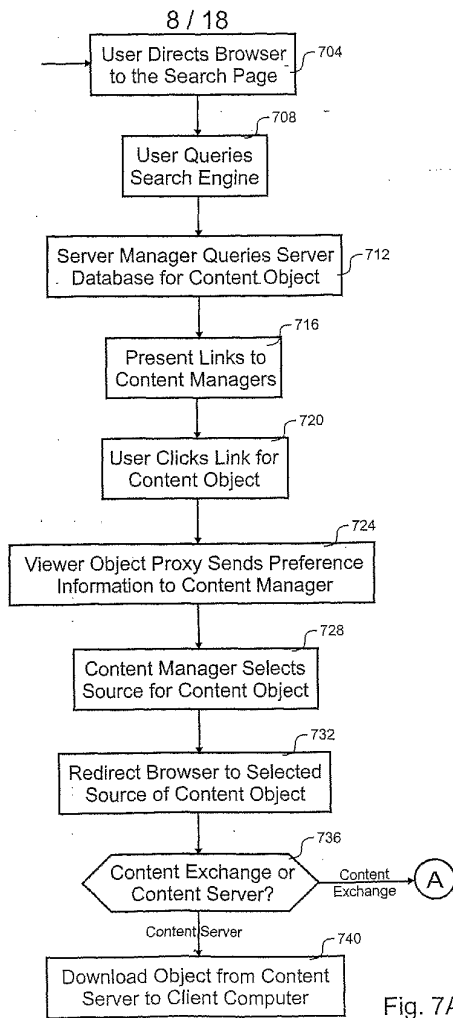 8 / 18
User Directs Browser
to the Search Page
704
708
User Queries
Search Engine
Server Manager Queries Server
Database for Content Object
712
716
Present Links to
Content Managers
720
User Clicks Link for
Content Object
724
Viewer Object Proxy Sends Preference
Information to Content Manager
728
Content Manager Selects
Source for Content Object
732
Redirect Browser to Selected
Source of Content Object
736
Content Exchange or
Content Server?
Content
Exchange
A
Content Server
740
Download Object from Content
Server to Client Computer
Fig. 7A